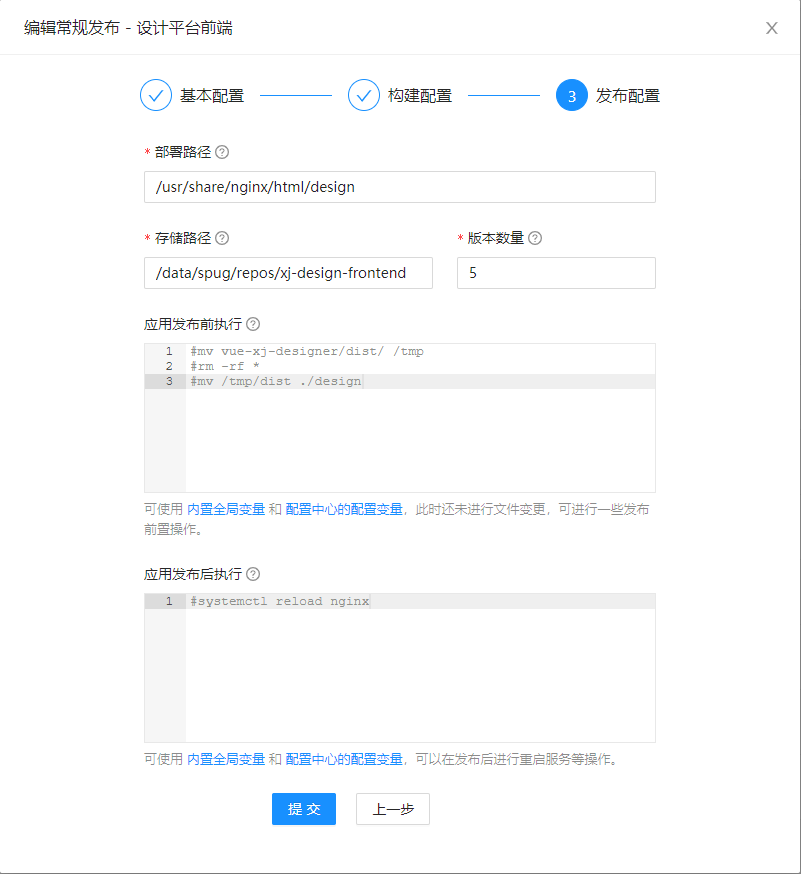 编辑常规发布 - 设计平台前端
基本配置
构建配置
3 发布配置
* 部署路径
/usr/share/nginx/html/design
* 存储路径
* 版本数量
/data/spug/repos/xj-design-frontend
5
应用发布前执行
1 #mv vue-xj-designer/dist/ /tmp
2 #rm -rf *
3 #mv /tmp/dist ./design
可使用 内置全局变量 和 配置中心的配置变量，此时还未进行文件变更，可进行一些发布
前置操作。
应用发布后执行
1 #systemctl reload nginx
可使用 内置全局变量 和 配置中心的配置变量，可以在发布后进行重启服务等操作。
提 交
上一步